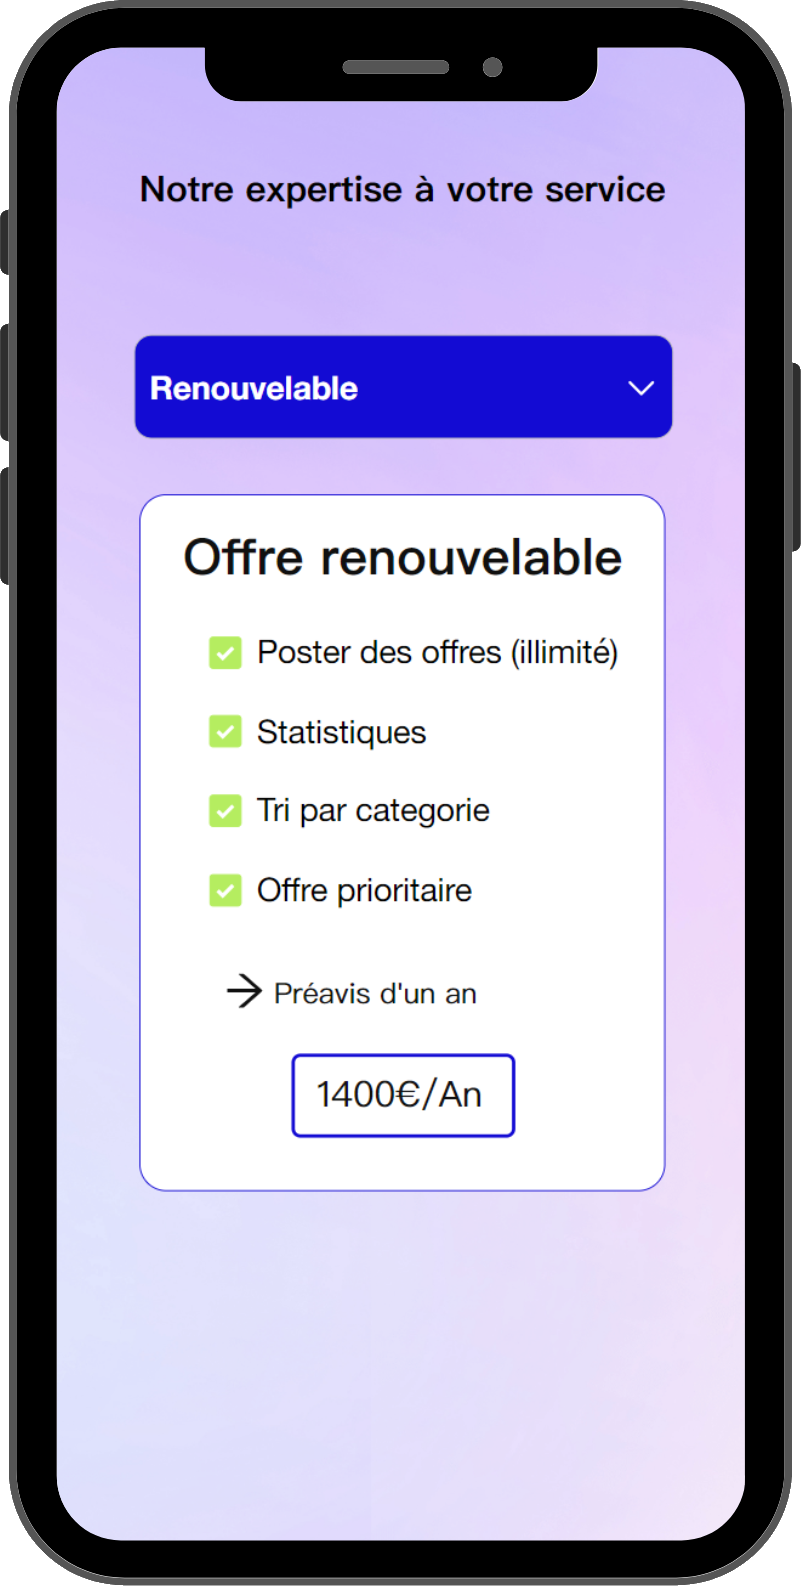 Notre expertise à votre service
Renouvelable
Offre renouvelable
Poster des offres (illimité)
Statistiques
Tri par categorie
Offre prioritaire
Préavis d'un an
1400€/An